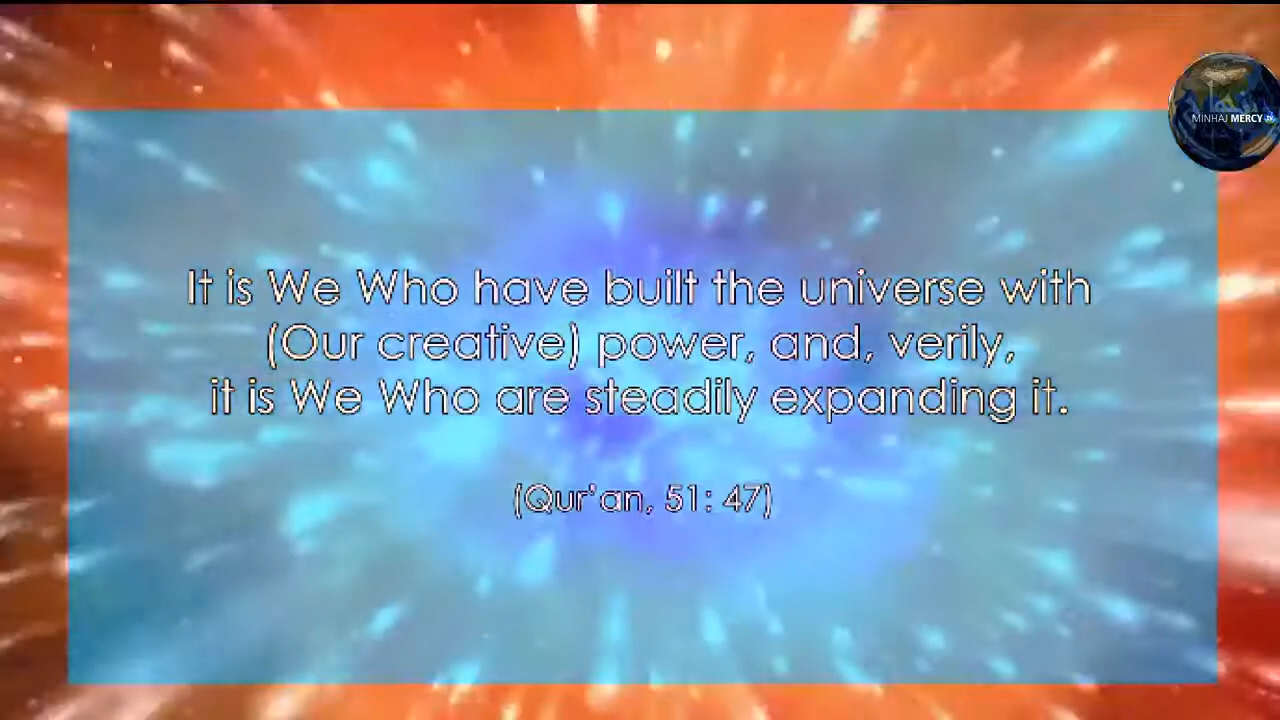 MINHAJ MERCY
It is We Who have built the universe with
(Our creative) power, and, verily,
it is We Who are steadily expanding it.
(Qur'an, 51: 47)